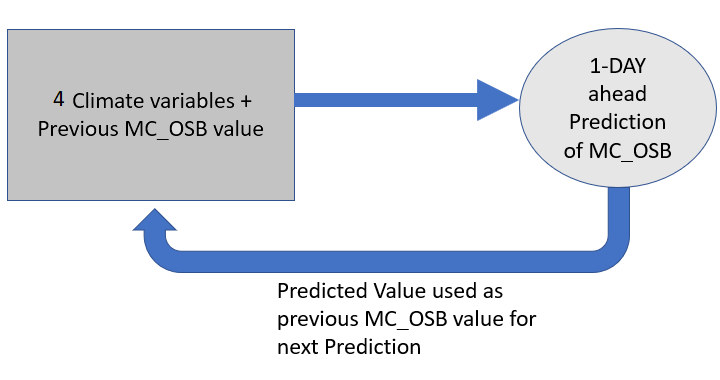 4 Climate variables +
Previous MC_OSB value
1-DAY
ahead
Prediction
of MC_OSB
Predicted Value used as
previous MC_OSB value for
next Prediction